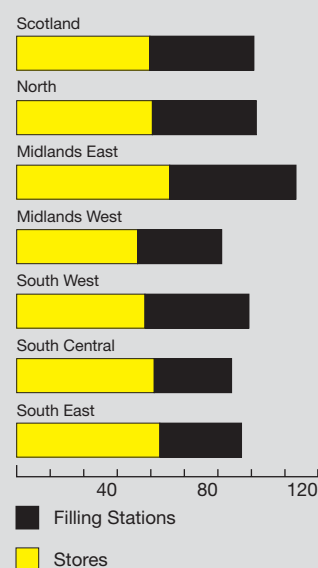 Scotland
North
Midlands East
Midlands West
South West
South Central
South East
40 80 120
Filling Stations
Stores